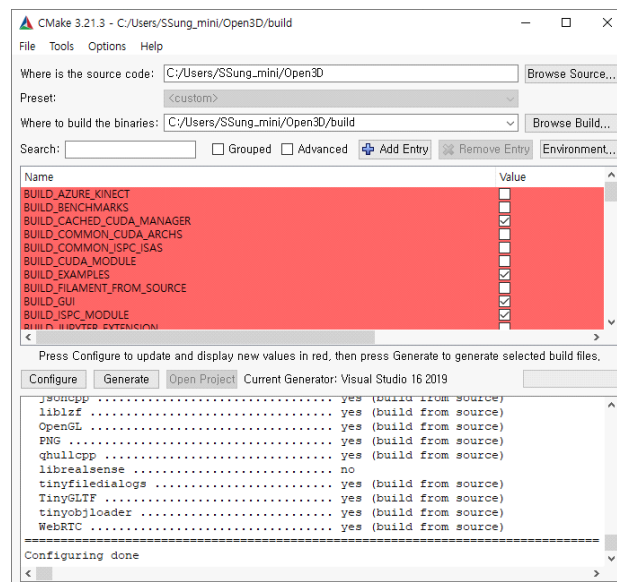 CMake 3.21.3 - C:/Users/SSung_mini/Open3D/build
File Tools Options Help
Where is the source code: C:/Users/SSung_mini/Open3D Browse Source...
Preset: <custom>
Where to build the binaries: C:/Users/SSung_mini/Open3D/build Browse Build...
Search: Grouped Advanced Add Entry Remove Entry Environment...
Name Value
BUILD_AZURE_KINECT
BUILD_BENCHMARKS
BUILD_CACHED_CUDA_MANAGER
BUILD_COMMON_CUDA_ARCHS
BUILD_COMMON_ISPC_ISAS
BUILD_CUDA_MODULE
BUILD_EXAMPLES
BUILD_FILAMENT_FROM_SOURCE
BUILD_GUI
BUILD_ISPC_MODULE
BUILD_JUPYTER_EXTENSION
Press Configure to update and display new values in red, then press Generate to generate selected build files,
Configure Generate Open Project Current Generator: Visual Studio 16 2019
jsoncpp ................................ yes (build from source)
liblzf ................................. yes (build from source)
OpenGL ................................. yes (build from source)
PNG .................................... yes (build from source)
qhullcpp ............................... yes (build from source)
librealsense ........................... no
tinyfiledialogs ........................ yes (build from source)
TinyGLTF ............................... yes (build from source)
tinyobjloader .......................... yes (build from source)
WebRTC ................................. yes (build from source)
================================================================================
Configuring done